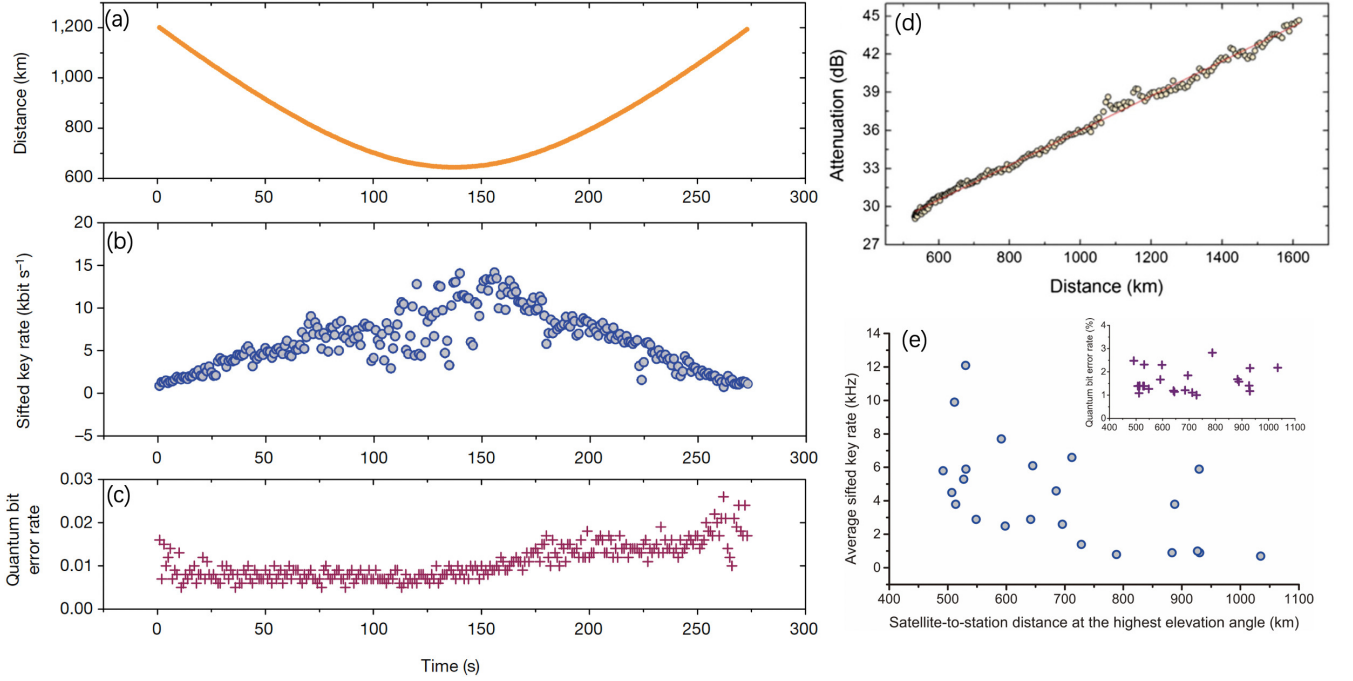 (a)
Distance (km)
1,200
1,000
800
600
0 50 100 150 200 250 300
(b)
Sifted key rate (kbit s⁻¹)
20
15
10
5
0
–5
0 50 100 150 200 250 300
(c)
Quantum bit
error rate
0.03
0.02
0.01
0.00
0 50 100 150 200 250 300
Time (s)
(d)
Attenuation (dB)
45
42
39
36
33
30
27
600 800 1000 1200 1400 1600
Distance (km)
(e)
Average sifted key rate (kHz)
14
12
10
8
6
4
2
0
400 500 600 700 800 900 1000 1100
Satellite-to-station distance at the highest elevation angle (km)
Quantum bit error rate (%)
4
3
2
1
0
400 500 600 700 800 900 1000 1100